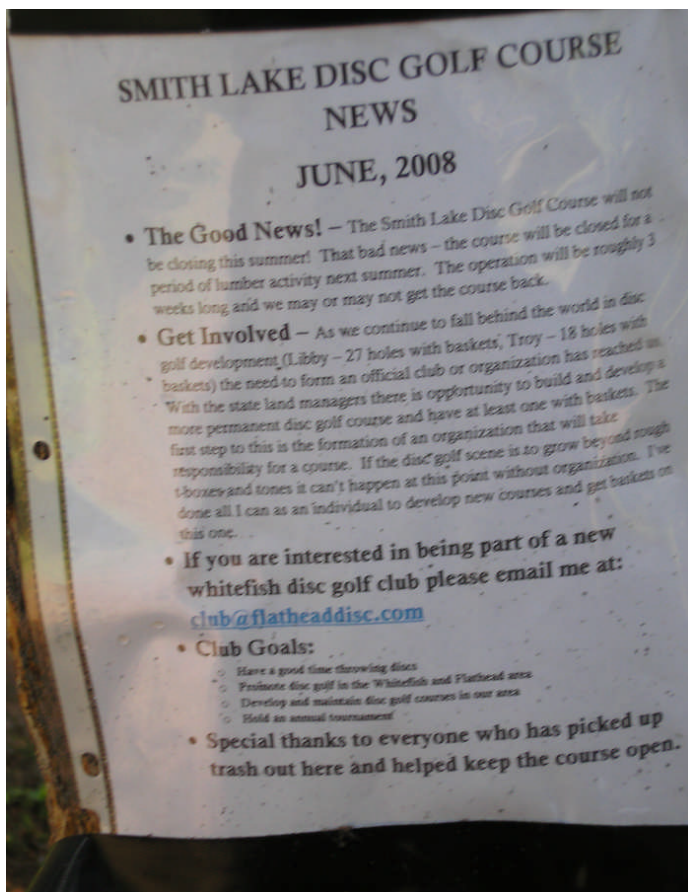 SMITH LAKE DISC GOLF COURSE
NEWS
JUNE, 2008
• The Good News! – The Smith Lake Disc Golf Course will not
be closing this summer! That bad news – the course will be closed for a
period of lumber activity next summer. The operation will be roughly 3
weeks long and we may or may not get the course back.
• Get Involved – As we continue to fall behind the world in disc
golf development (Libby – 27 holes with baskets, Troy – 18 holes with
baskets) the need to form an official club or organization has reached us.
With the state land managers there is opportunity to build and develop a
more permanent disc golf course and have at least one with baskets. The
first step to this is the formation of an organization that will take
responsibility for a course. If the disc golf scene is to grow beyond rough
t-boxes and tones it can't happen at this point without organization. I've
done all I can as an individual to develop new courses and get baskets on
this one.
• If you are interested in being part of a new
whitefish disc golf club please email me at:
club@flatheaddisc.com
• Club Goals:
○ Have a good time throwing discs
○ Promote disc golf in the Whitefish and Flathead area
○ Develop and maintain disc golf courses in our area
○ Hold an annual tournament
• Special thanks to everyone who has picked up
trash out here and helped keep the course open.